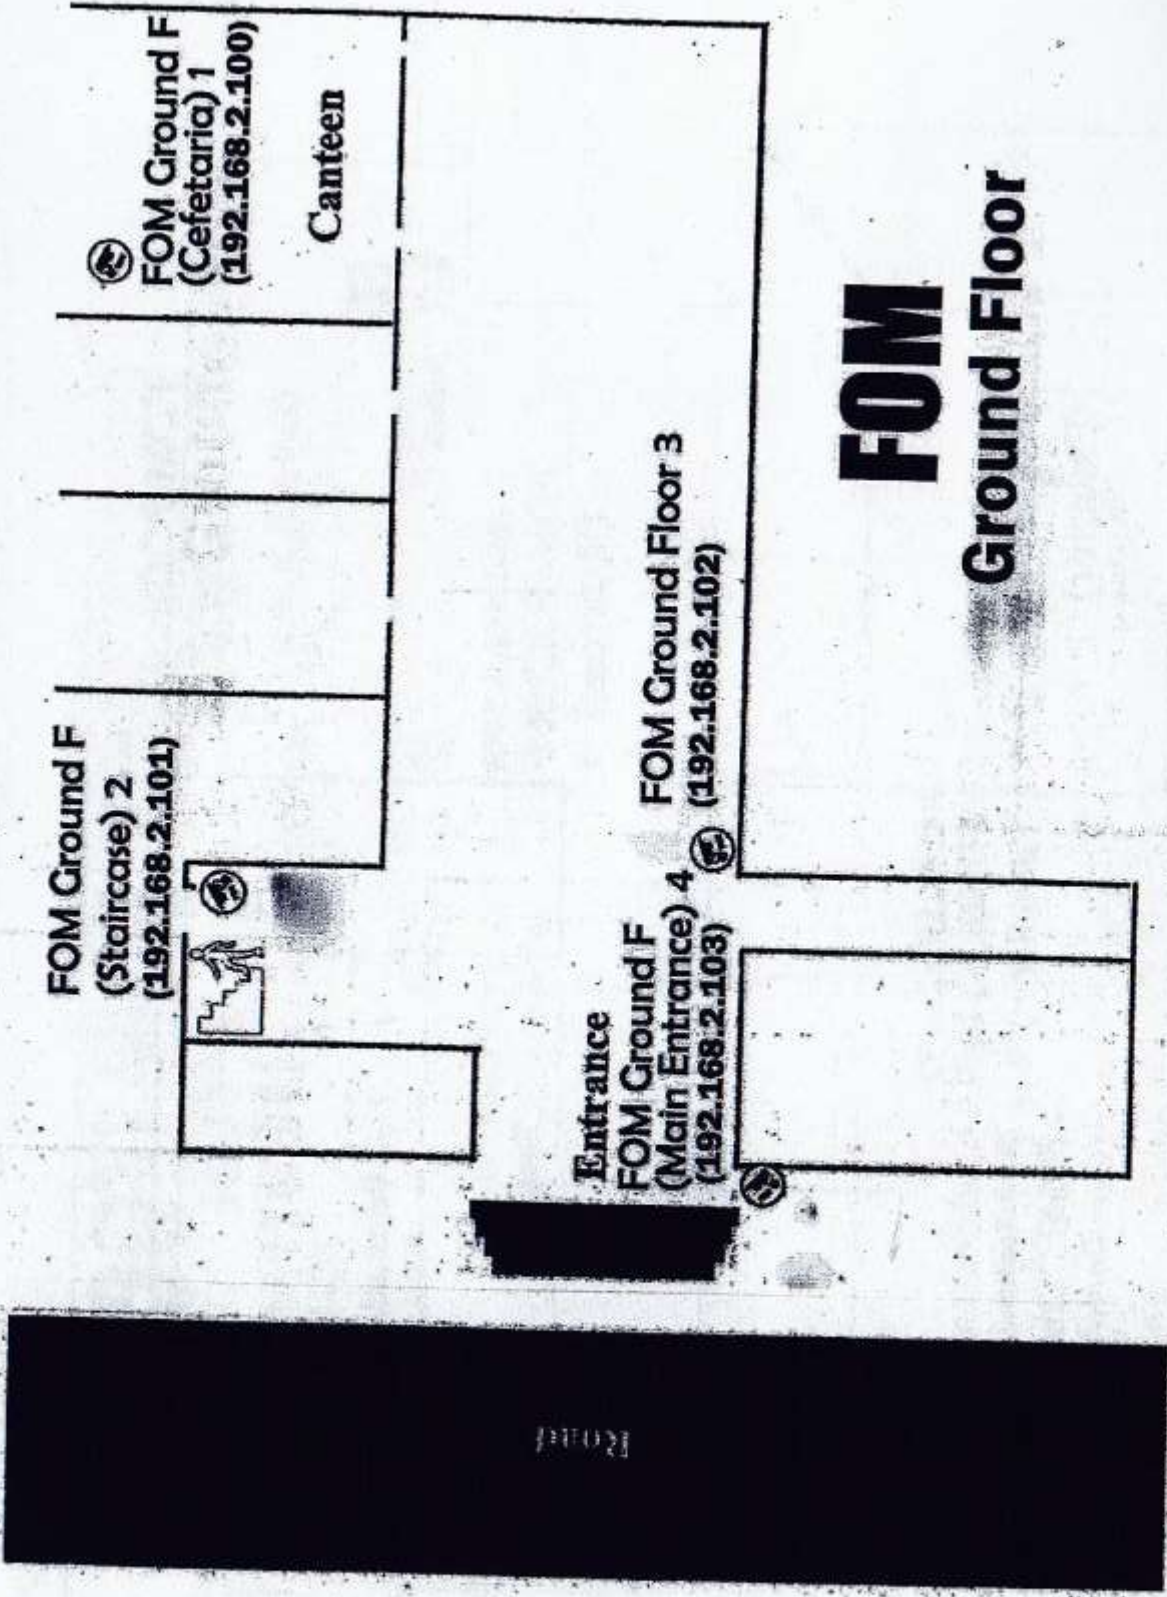 FOM Ground F
(Cefetaria) 1
(192.168.2.100)
Canteen
FOM Ground F
(Staircase) 2
(192.168.2.101)
FOM Ground Floor 3
(192.168.2.102)
Entrance
FOM Ground F
(Main Entrance) 4
(192.168.2.103)
FOM
Ground Floor
Road